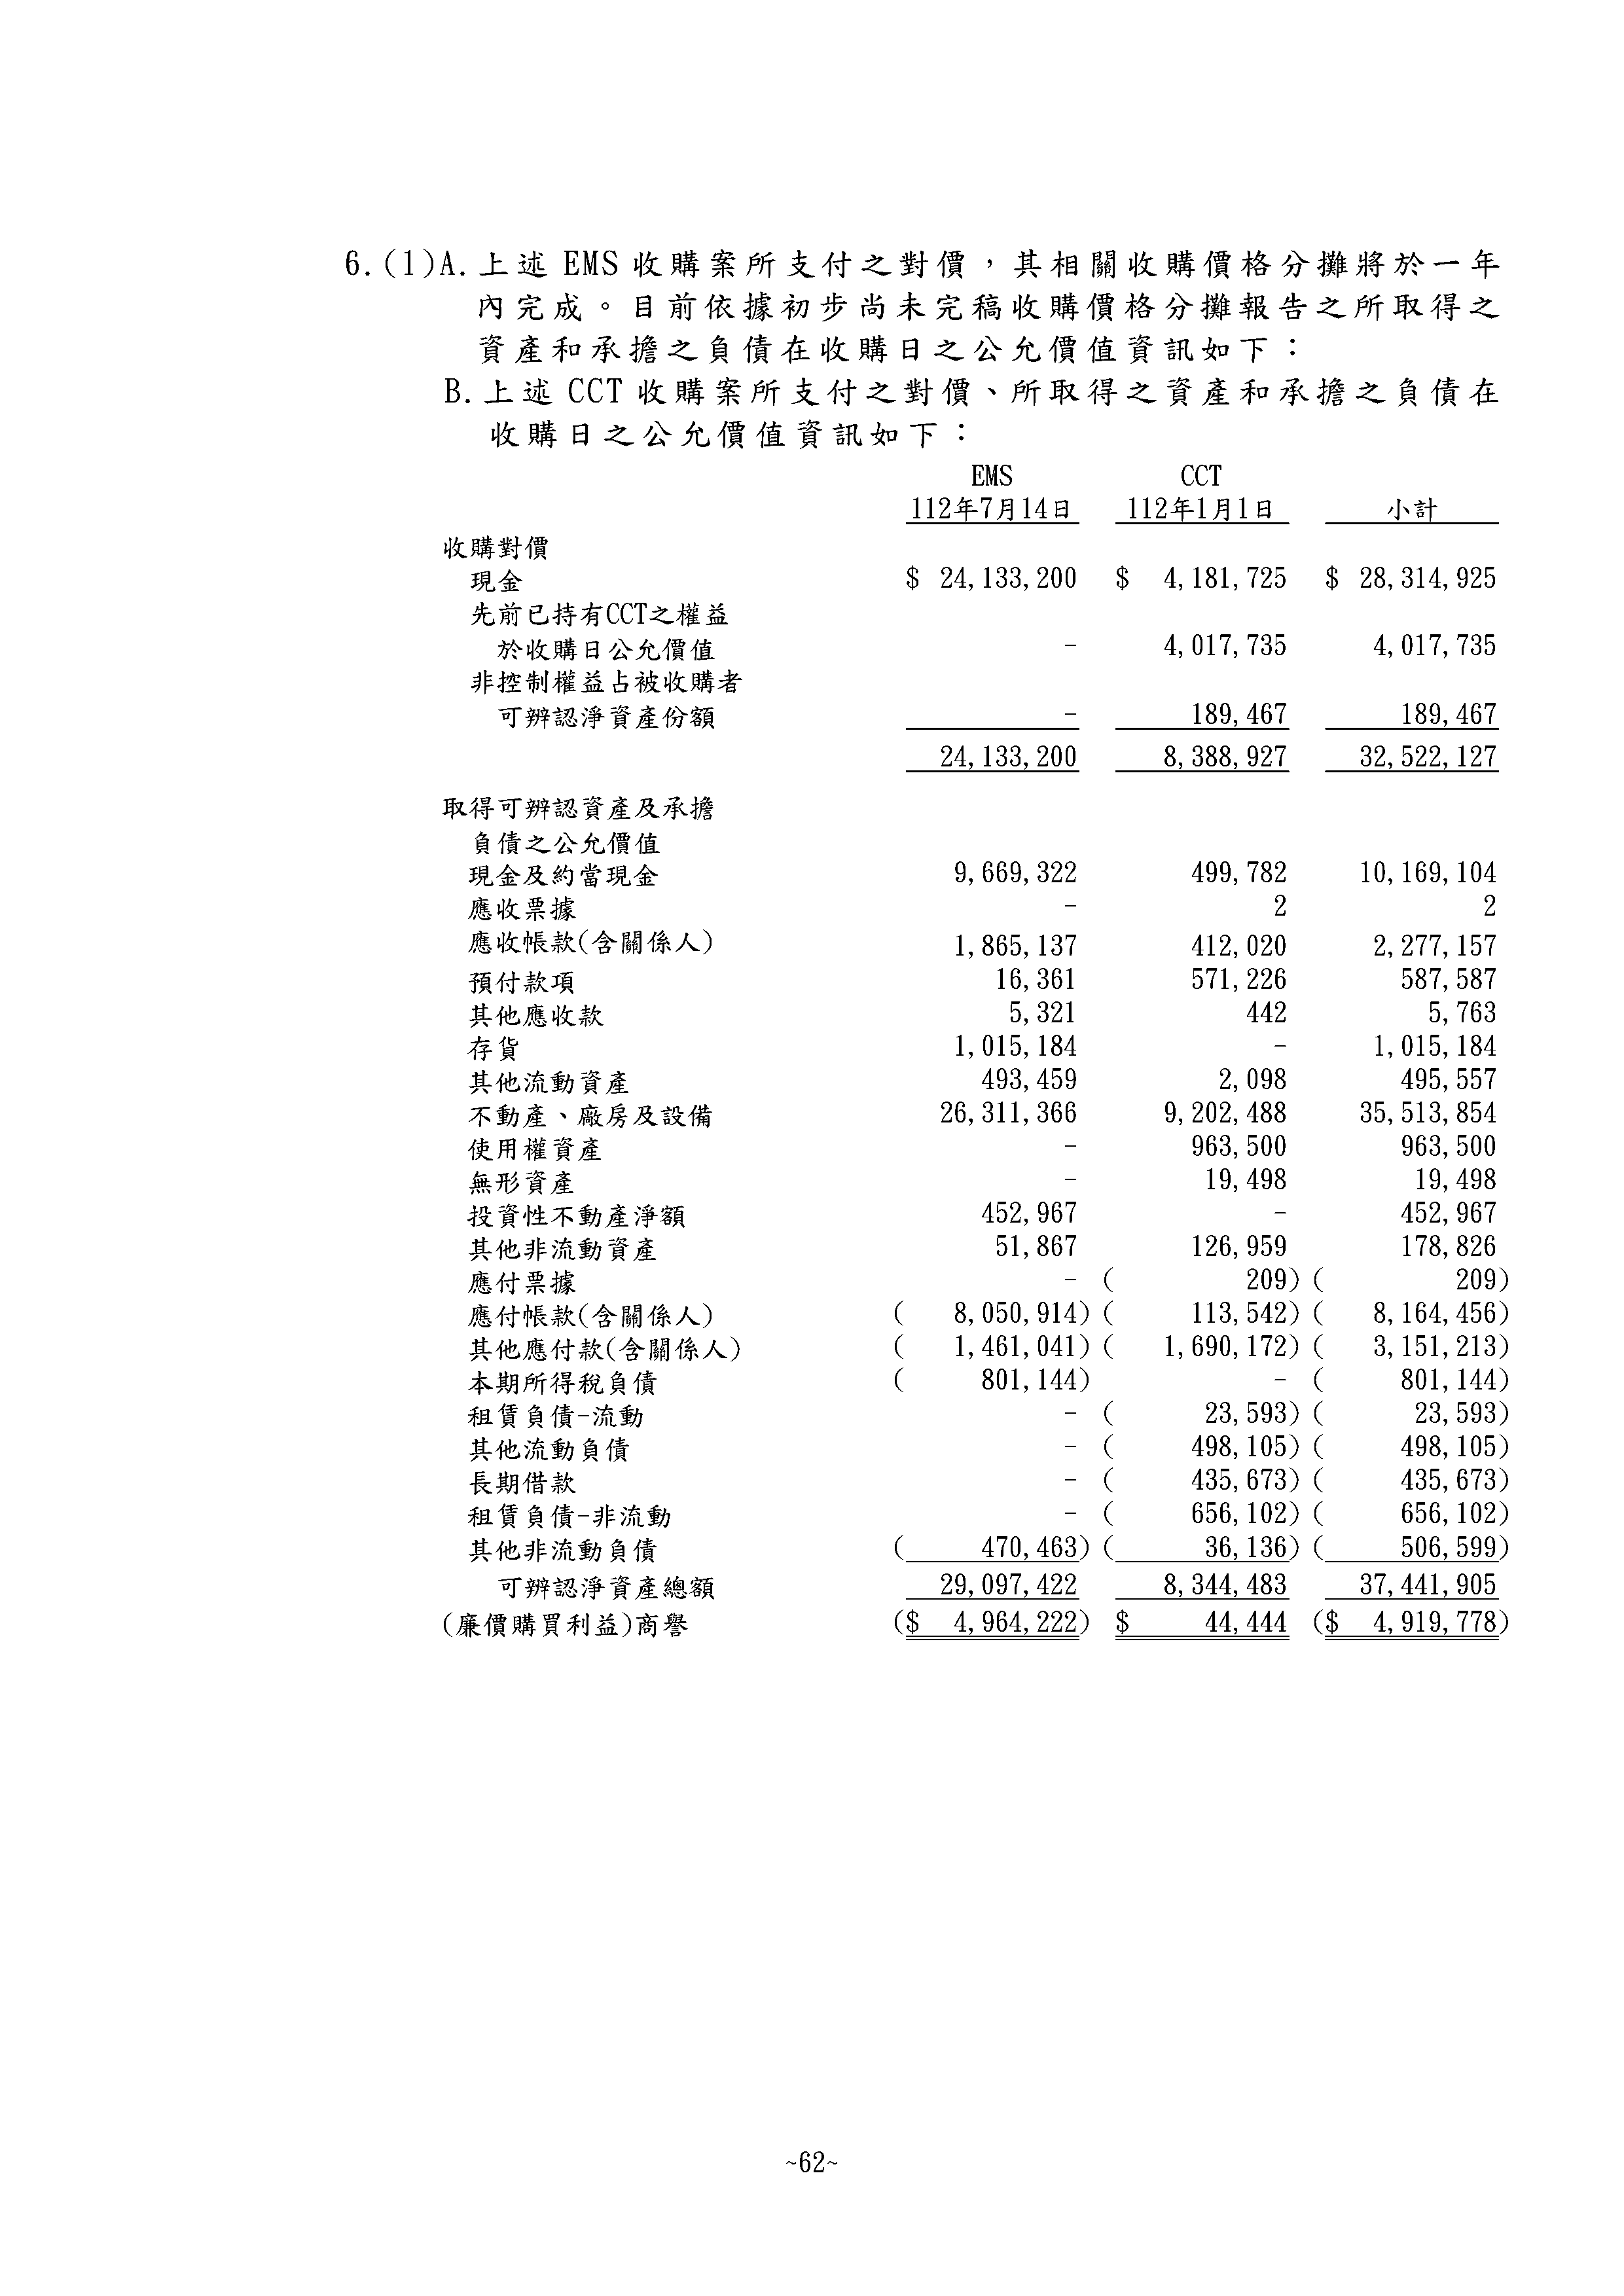 6.(1)A.上述 EMS 收購案所支付之對價，其相關收購價格分攤將於一年
內完成。目前依據初步尚未完稿收購價格分攤報告之所取得之
資產和承擔之負債在收購日之公允價值資訊如下：
B.上述 CCT 收購案所支付之對價、所取得之資產和承擔之負債在
收購日之公允價值資訊如下：
EMS CCT
112年7月14日 112年1月1日 小計
收購對價
現金 $ 24,133,200 $ 4,181,725 $ 28,314,925
先前已持有CCT之權益
於收購日公允價值 - 4,017,735 4,017,735
非控制權益占被收購者
可辨認淨資產份額 - 189,467 189,467
24,133,200 8,388,927 32,522,127
取得可辨認資產及承擔
負債之公允價值
現金及約當現金 9,669,322 499,782 10,169,104
應收票據 - 2 2
應收帳款(含關係人) 1,865,137 412,020 2,277,157
預付款項 16,361 571,226 587,587
其他應收款 5,321 442 5,763
存貨 1,015,184 - 1,015,184
其他流動資產 493,459 2,098 495,557
不動產、廠房及設備 26,311,366 9,202,488 35,513,854
使用權資產 - 963,500 963,500
無形資產 - 19,498 19,498
投資性不動產淨額 452,967 - 452,967
其他非流動資產 51,867 126,959 178,826
應付票據 - ( 209) ( 209)
應付帳款(含關係人) ( 8,050,914) ( 113,542) ( 8,164,456)
其他應付款(含關係人) ( 1,461,041) ( 1,690,172) ( 3,151,213)
本期所得稅負債 ( 801,144) - ( 801,144)
租賃負債-流動 - ( 23,593) ( 23,593)
其他流動負債 - ( 498,105) ( 498,105)
長期借款 - ( 435,673) ( 435,673)
租賃負債-非流動 - ( 656,102) ( 656,102)
其他非流動負債 ( 470,463) ( 36,136) ( 506,599)
可辨認淨資產總額 29,097,422 8,344,483 37,441,905
(廉價購買利益)商譽 ($ 4,964,222) $ 44,444 ($ 4,919,778)
~62~